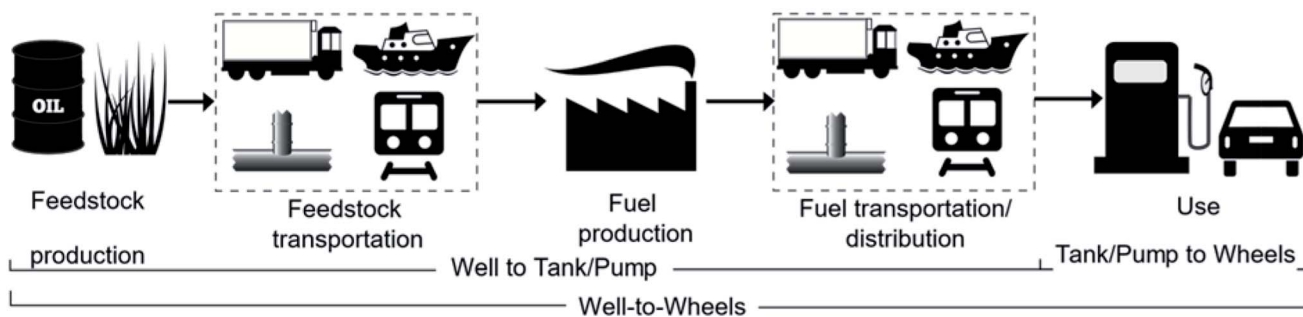 OIL
Feedstock
production
Feedstock
transportation
Fuel
production
Fuel transportation/
distribution
Use
Well to Tank/Pump
Tank/Pump to Wheels
Well-to-Wheels